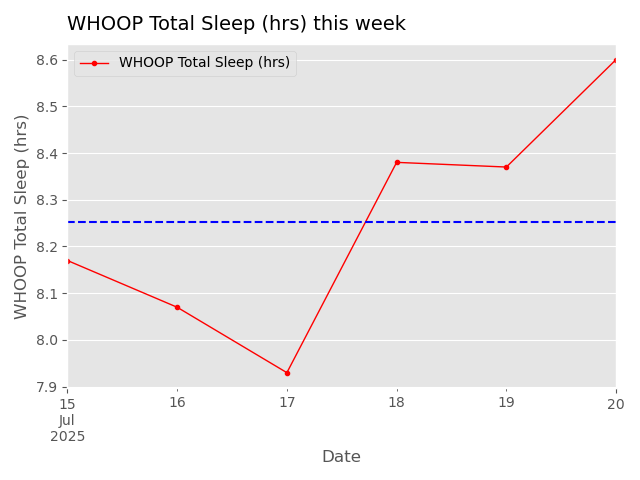 WHOOP Total Sleep (hrs) this week
WHOOP Total Sleep (hrs)
WHOOP Total Sleep (hrs)
8.6
8.5
8.4
8.3
8.2
8.1
8.0
7.9
15 16 17 18 19 20
Jul
2025
Date